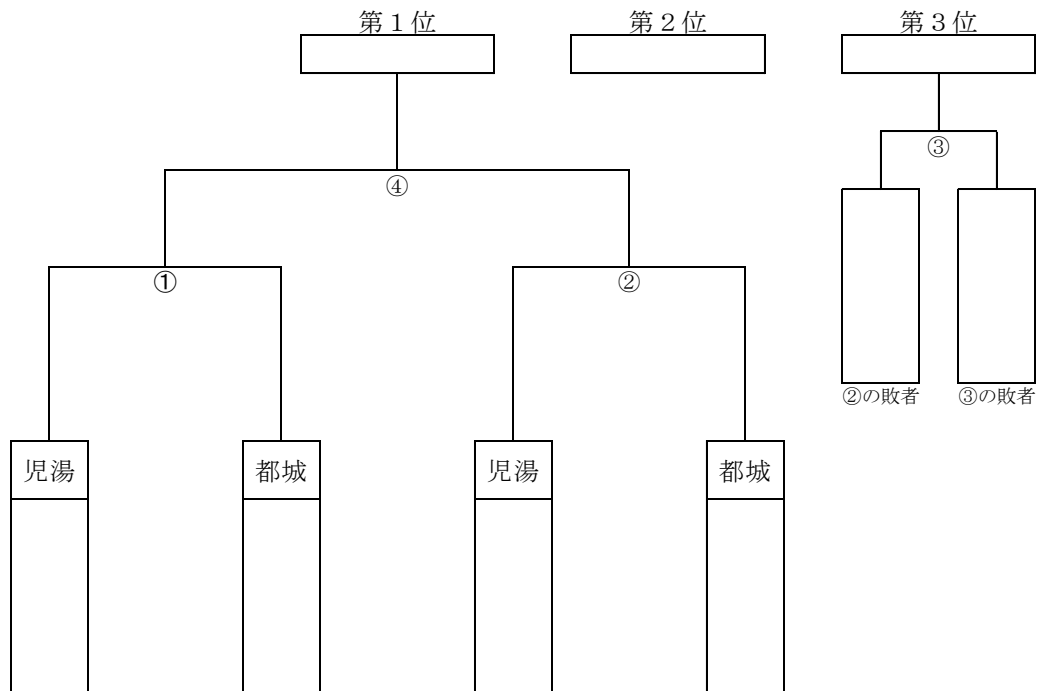 第１位 第２位 第３位
③
④
① ②
②の敗者 ③の敗者
児湯 都城 児湯 都城